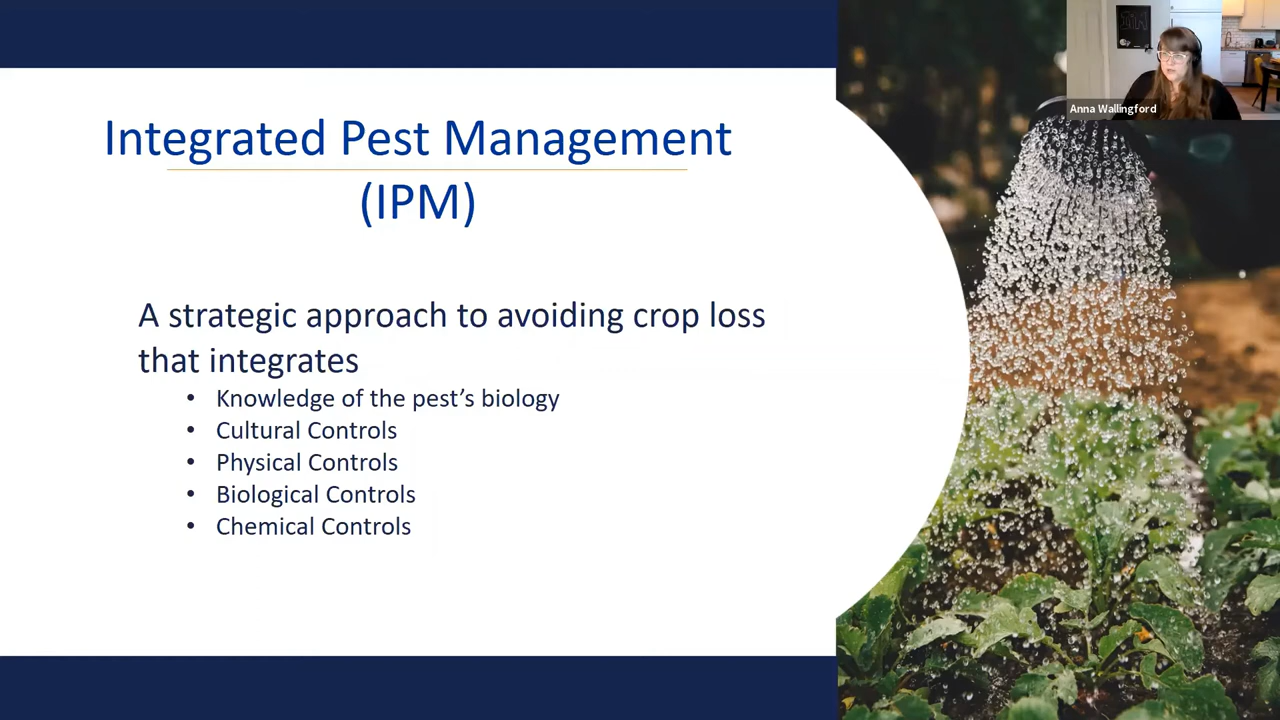 Integrated Pest Management
(IPM)
A strategic approach to avoiding crop loss
that integrates
• Knowledge of the pest’s biology
• Cultural Controls
• Physical Controls
• Biological Controls
• Chemical Controls
Anna Wallingford